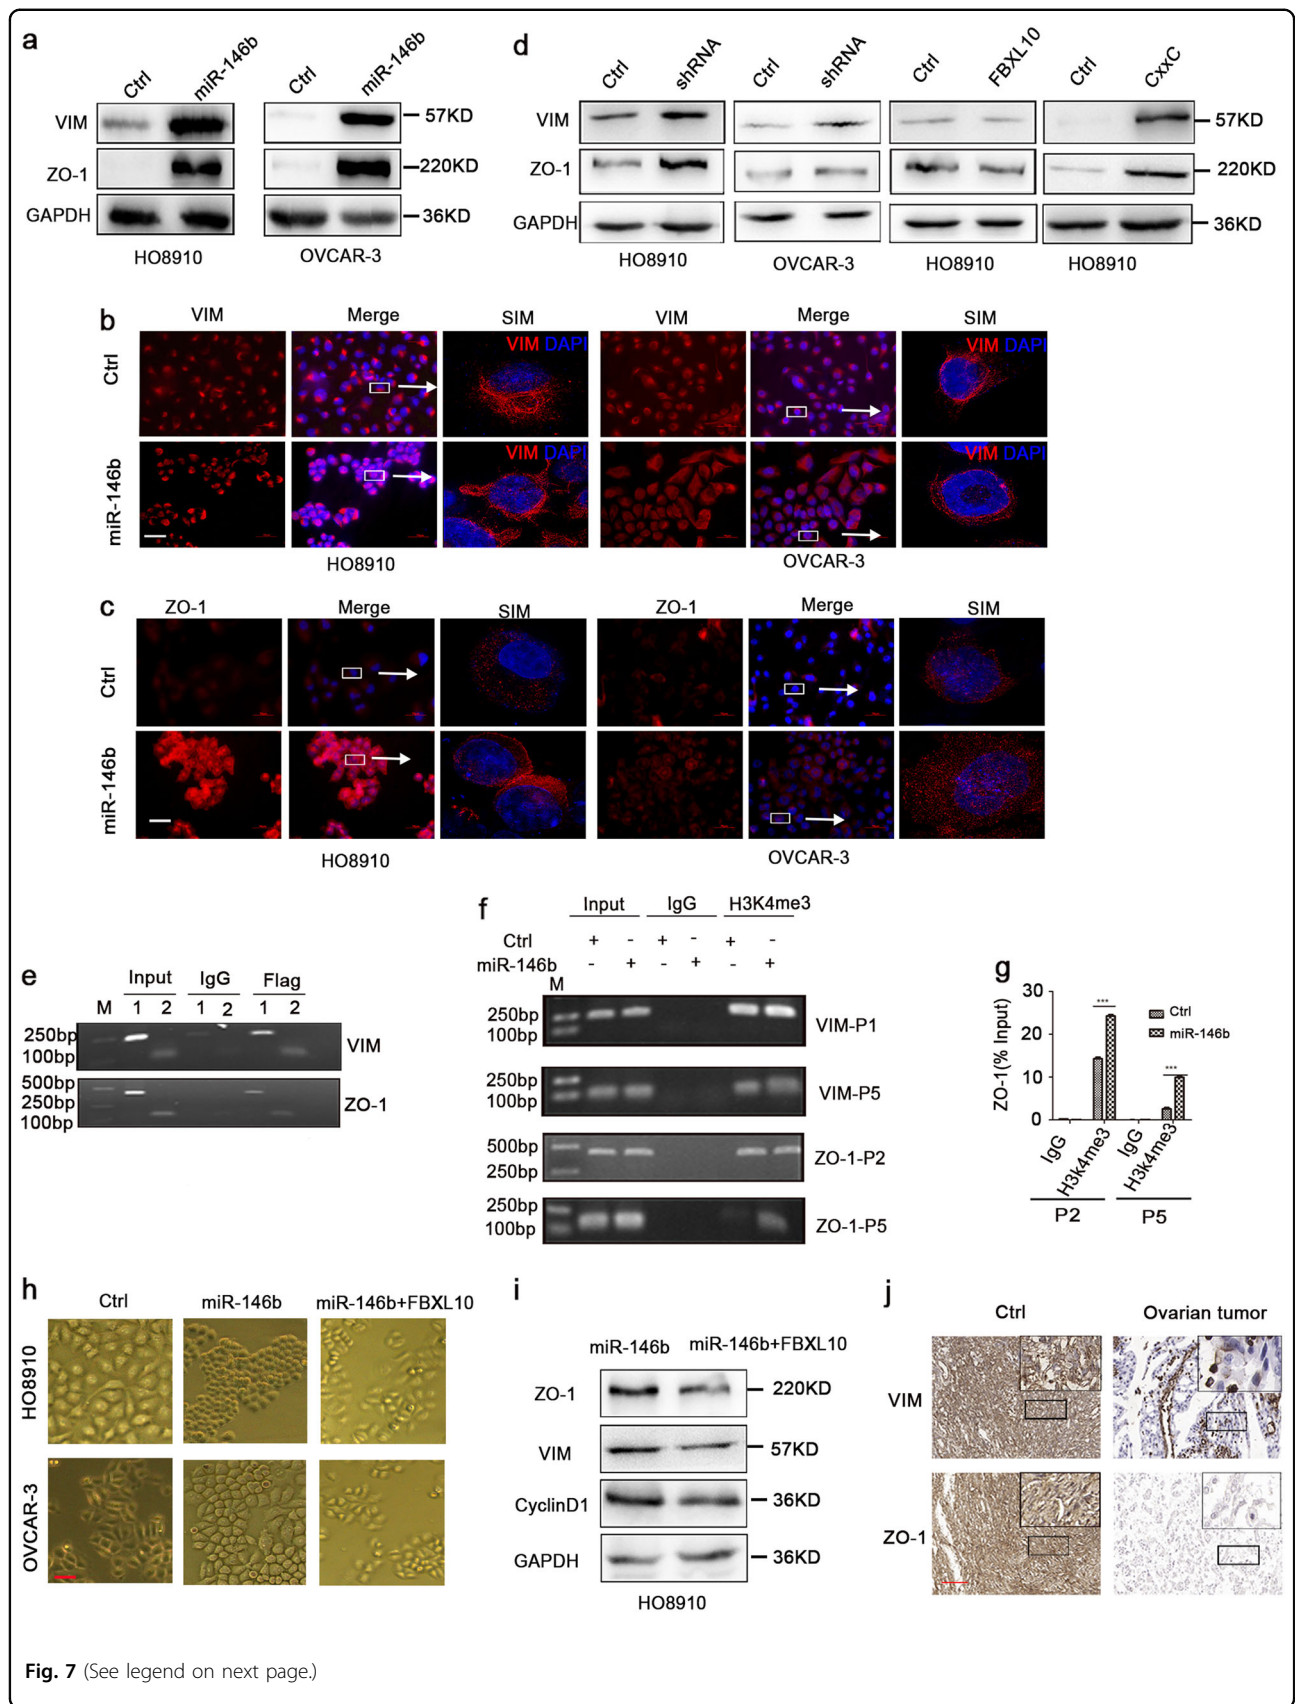 a
Ctrl
miR-146b
Ctrl
miR-146b
VIM
57KD
ZO-1
220KD
GAPDH
36KD
HO8910
OVCAR-3
d
Ctrl
shRNA
Ctrl
shRNA
Ctrl
FBXL10
Ctrl
CxxC
VIM
57KD
ZO-1
220KD
GAPDH
36KD
HO8910
OVCAR-3
HO8910
HO8910
b
VIM
Merge
SIM
VIM
Merge
SIM
Ctrl
VIM DAPI
VIM DAPI
miR-146b
VIM DAPI
VIM DAPI
HO8910
OVCAR-3
c
ZO-1
Merge
SIM
ZO-1
Merge
SIM
Ctrl
miR-146b
HO8910
OVCAR-3
e
Input
IgG
Flag
M
1
2
1
2
1
2
250bp
100bp
VIM
500bp
250bp
100bp
ZO-1
f
Input
IgG
H3K4me3
Ctrl
+ - + - + -
miR-146b
- + - + - +
M
250bp
100bp
VIM-P1
250bp
100bp
VIM-P5
500bp
250bp
ZO-1-P2
250bp
100bp
ZO-1-P5
g
ZO-1(% Input)
30
20
10
0
***
***
Ctrl
miR-146b
IgG
H3k4me3
IgG
H3k4me3
P2
P5
h
Ctrl
miR-146b
miR-146b+FBXL10
HO8910
OVCAR-3
i
miR-146b
miR-146b+FBXL10
ZO-1
220KD
VIM
57KD
CyclinD1
36KD
GAPDH
36KD
HO8910
j
Ctrl
Ovarian tumor
VIM
ZO-1
Fig. 7 (See legend on next page.)